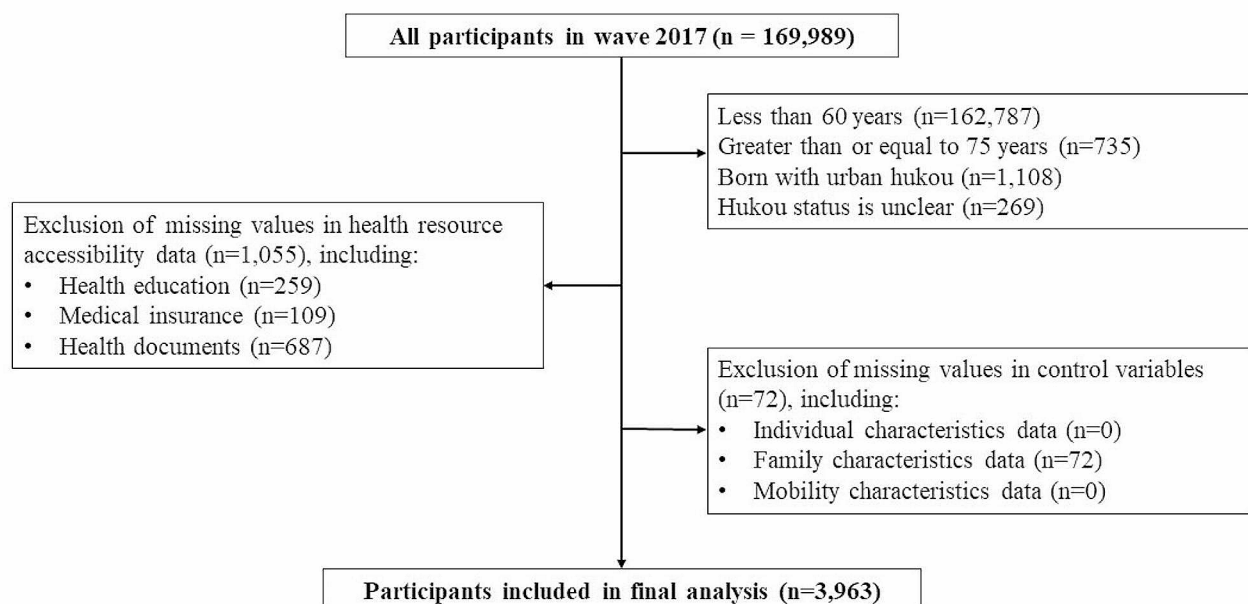 All participants in wave 2017 (n = 169,989)
Less than 60 years (n=162,787)
Greater than or equal to 75 years (n=735)
Born with urban hukou (n=1,108)
Hukou status is unclear (n=269)
Exclusion of missing values in health resource
accessibility data (n=1,055), including:
• Health education (n=259)
• Medical insurance (n=109)
• Health documents (n=687)
Exclusion of missing values in control variables
(n=72), including:
• Individual characteristics data (n=0)
• Family characteristics data (n=72)
• Mobility characteristics data (n=0)
Participants included in final analysis (n=3,963)